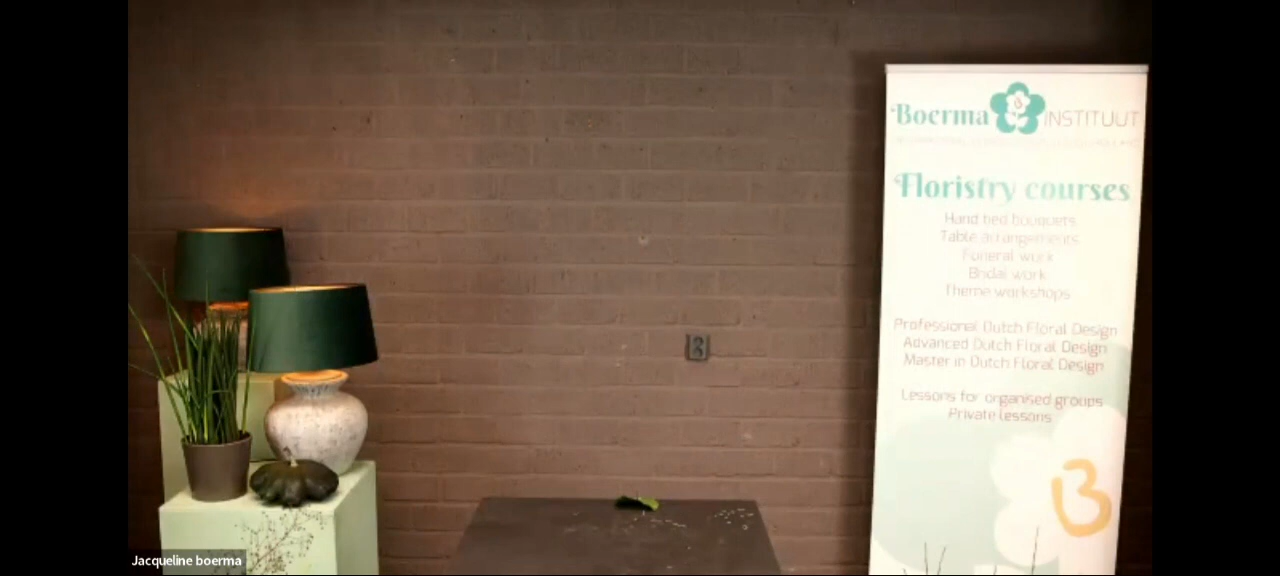 Boerma INSTITUUT
Floristry courses
Hand tied bouquets
Table arrangements
Funeral work
Bridal work
Theme workshops
Professional Dutch Floral Design
Advanced Dutch Floral Design
Master in Dutch Floral Design
Lessons for organised groups
Private lessons
B
Jacqueline boerma